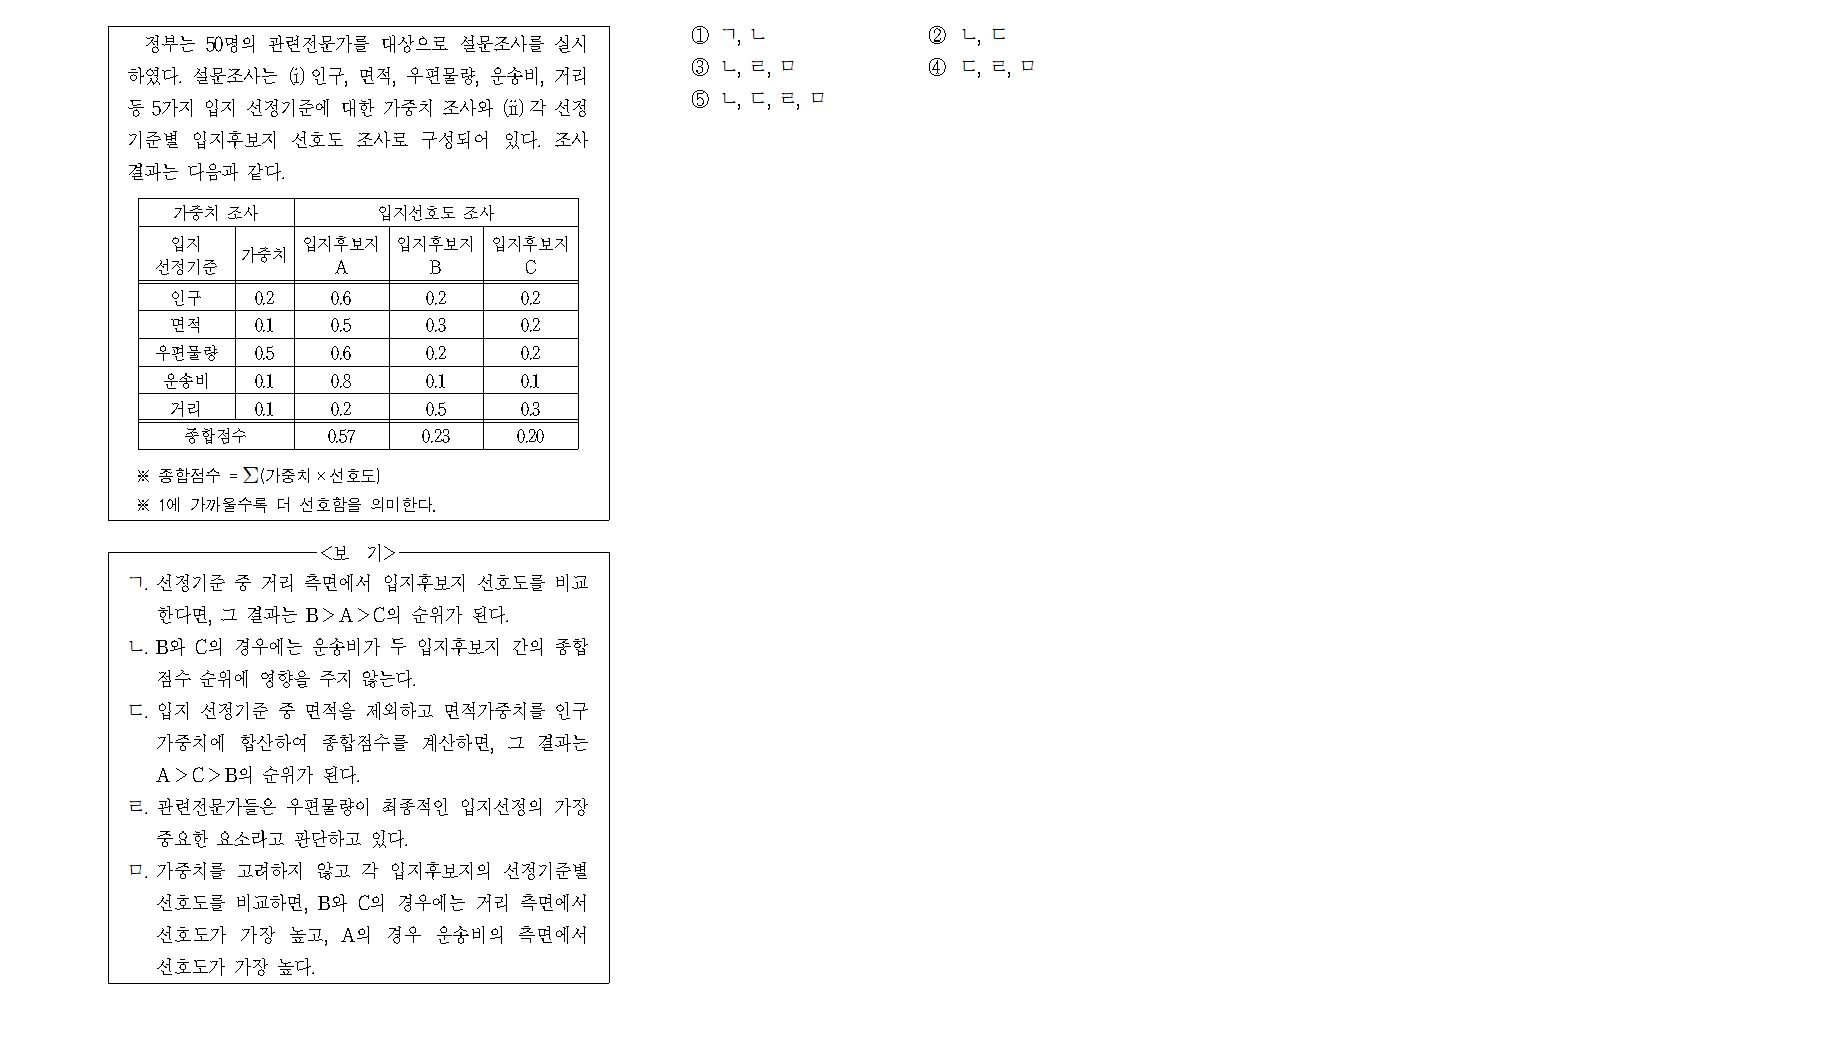 정부는 50명의 관련전문가를 대상으로 설문조사를 실시
하였다. 설문조사는 (ⅰ) 인구, 면적, 우편물량, 운송비, 거리
등 5가지 입지 선정기준에 대한 가중치 조사와 (ⅱ) 각 선정
기준별 입지후보지 선호도 조사로 구성되어 있다. 조사
결과는 다음과 같다.
가중치 조사 입지선호도 조사
입지 선정기준 가중치 입지후보지 A 입지후보지 B 입지후보지 C
인구 0.2 0.6 0.2 0.2
면적 0.1 0.5 0.3 0.2
우편물량 0.5 0.6 0.2 0.2
운송비 0.1 0.8 0.1 0.1
거리 0.1 0.2 0.5 0.3
종합점수 0.57 0.23 0.20
※ 종합점수 = ∑(가중치 × 선호도)
※ 1에 가까울수록 더 선호함을 의미한다.
<보 기>
ㄱ. 선정기준 중 거리 측면에서 입지후보지 선호도를 비교
한다면, 그 결과는 B > A > C의 순위가 된다.
ㄴ. B와 C의 경우에는 운송비가 두 입지후보지 간의 종합
점수 순위에 영향을 주지 않는다.
ㄷ. 입지 선정기준 중 면적을 제외하고 면적가중치를 인구
가중치에 합산하여 종합점수를 계산하면, 그 결과는
A > C > B의 순위가 된다.
ㄹ. 관련전문가들은 우편물량이 최종적인 입지선정의 가장
중요한 요소라고 판단하고 있다.
ㅁ. 가중치를 고려하지 않고 각 입지후보지의 선정기준별
선호도를 비교하면, B와 C의 경우에는 거리 측면에서
선호도가 가장 높고, A의 경우 운송비의 측면에서
선호도가 가장 높다.
① ㄱ, ㄴ ② ㄴ, ㄷ
③ ㄴ, ㄹ, ㅁ ④ ㄷ, ㄹ, ㅁ
⑤ ㄴ, ㄷ, ㄹ, ㅁ